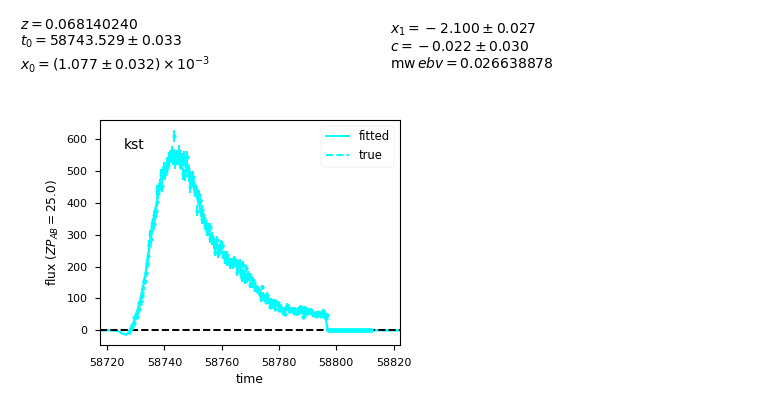 z = 0.068140240
t₀ = 58743.529 ± 0.033
x₀ = (1.077 ± 0.032) × 10⁻³
x₁ = −2.100 ± 0.027
c = −0.022 ± 0.030
mw ebv = 0.026638878
kst
fitted
true
flux (ZP_AB = 25.0)
600
500
400
300
200
100
0
58720 58740 58760 58780 58800 58820
time